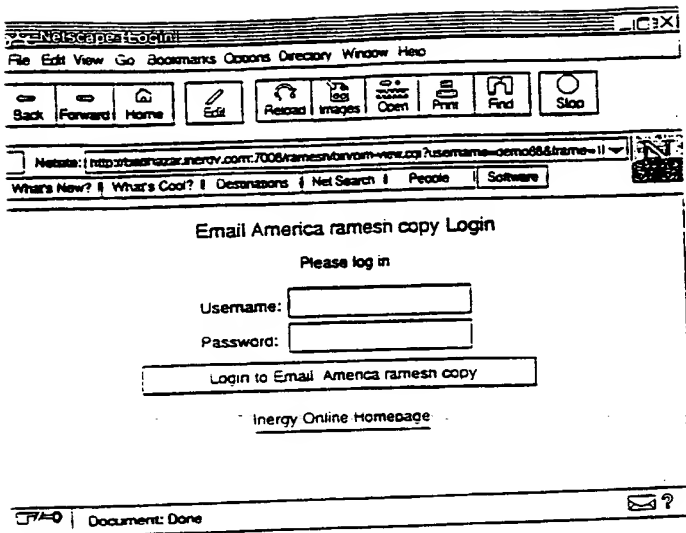 Netscape: Login
File Edit View Go Bookmarks Options Directory Window Help
Back Forward Home Edit Reload Images Open Print Find Stop
What's New? What's Cool? Destinations Net Search People Software
Email America ramesh copy Login
Please log in
Username:
Password:
Login to Email America ramesh copy
Inergy Online Homepage
Document: Done